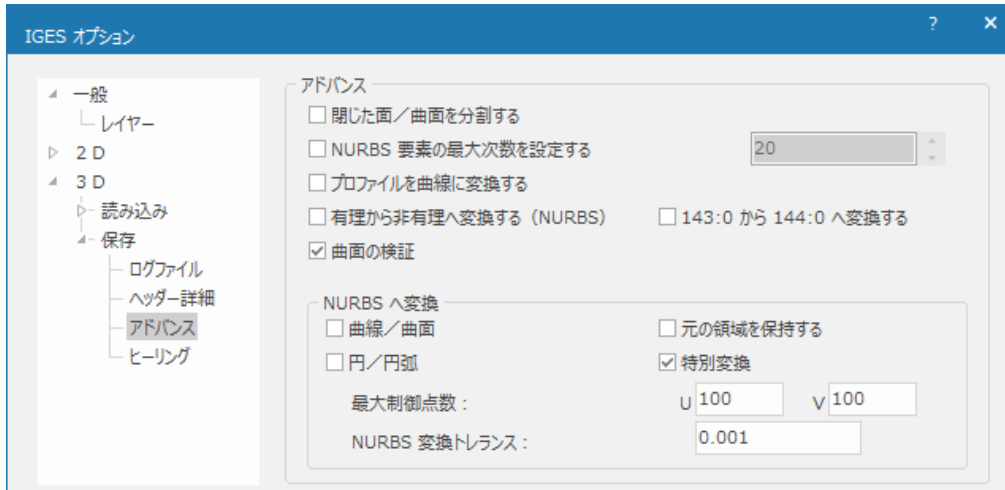 IGES オプション ? ×
一般
レイヤー
2 D
3 D
読み込み
保存
ログファイル
ヘッダー詳細
アドバンス
ヒーリング
アドバンス
閉じた面／曲面を分割する
NURBS 要素の最大次数を設定する 20
プロファイルを曲線に変換する
有理から非有理へ変換する（NURBS） 143:0 から 144:0 へ変換する
曲面の検証
NURBS へ変換
曲線／曲面 元の領域を保持する
円／円弧 特別変換
最大制御点数： U 100 V 100
NURBS 変換トレランス： 0.001